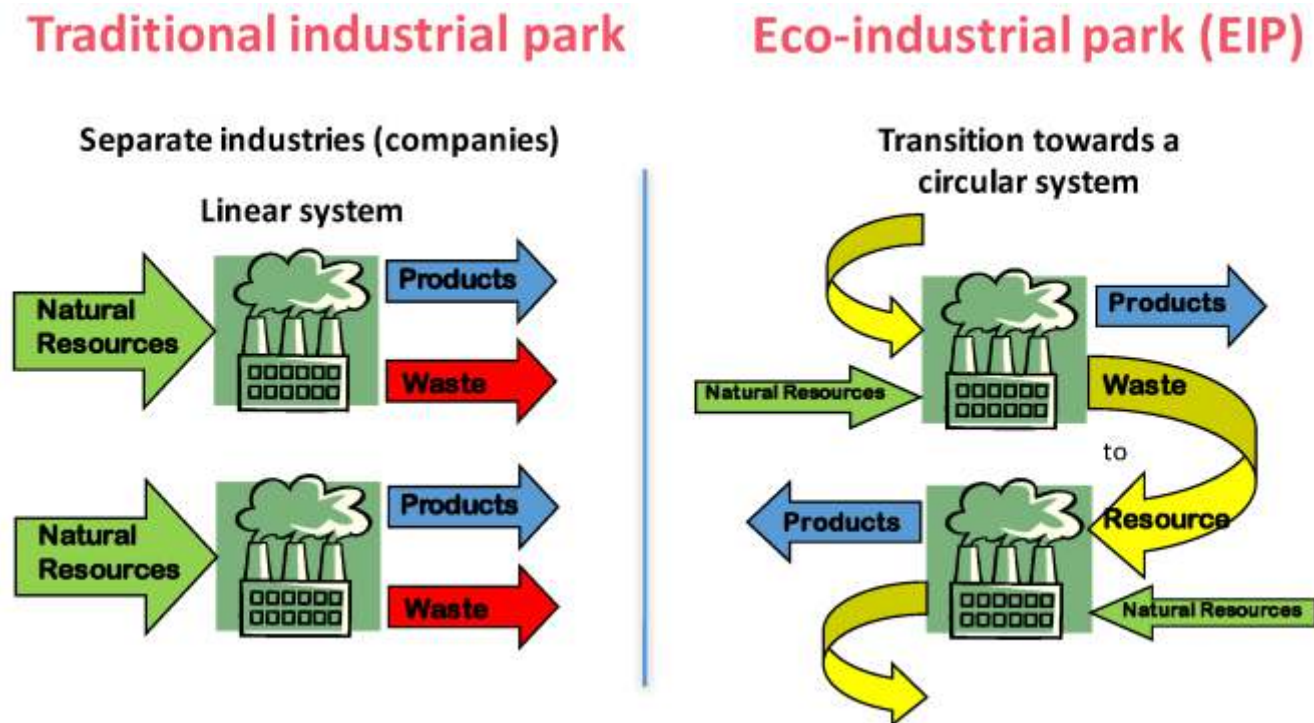 Traditional industrial park
Separate industries (companies)
Linear system
Natural
Resources
Products
Waste
Natural
Resources
Products
Waste
Eco-industrial park (EIP)
Transition towards a
circular system
Products
Natural Resources
Waste
to
Resource
Products
Natural Resources